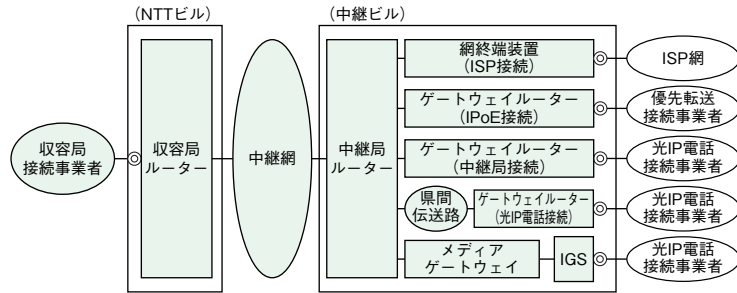 (NTTビル)
(中継ビル)
収容局
接続事業者
収容局
ルーター
中継網
中継局
ルーター
網終端装置
(ISP接続)
ISP網
ゲートウェイルーター
(IPoE接続)
優先転送
接続事業者
ゲートウェイルーター
(中継局接続)
光IP電話
接続事業者
県間
伝送路
ゲートウェイルーター
(光IP電話接続)
光IP電話
接続事業者
メディア
ゲートウェイ
IGS
光IP電話
接続事業者